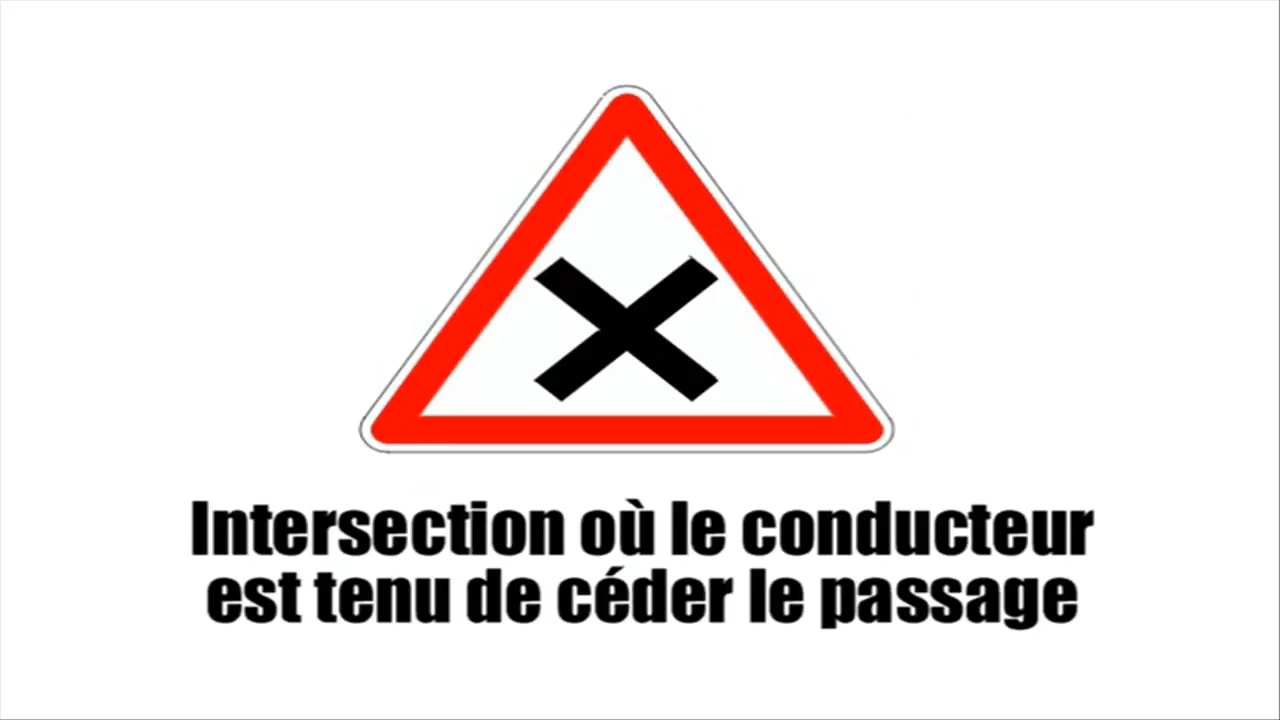 Intersection où le conducteur
est tenu de céder le passage